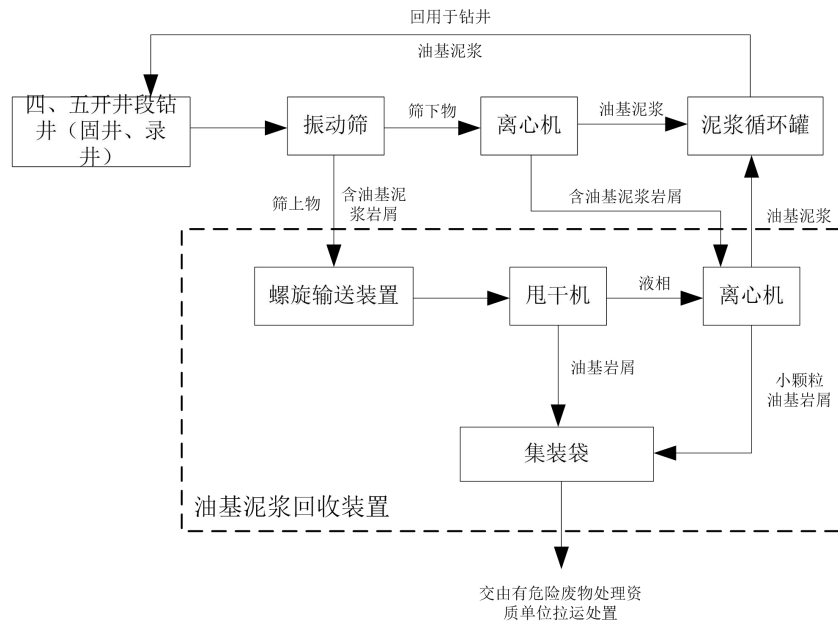 回用于钻井
油基泥浆
四、五开井段钻
井（固井、录
井）
振动筛
筛下物
离心机
油基泥浆
泥浆循环罐
筛上物
含油基泥
浆岩屑
含油基泥浆岩屑
油基泥浆
螺旋输送装置
甩干机
液相
离心机
油基岩屑
小颗粒
油基岩屑
集装袋
油基泥浆回收装置
交由有危险废物处理资
质单位拉运处置